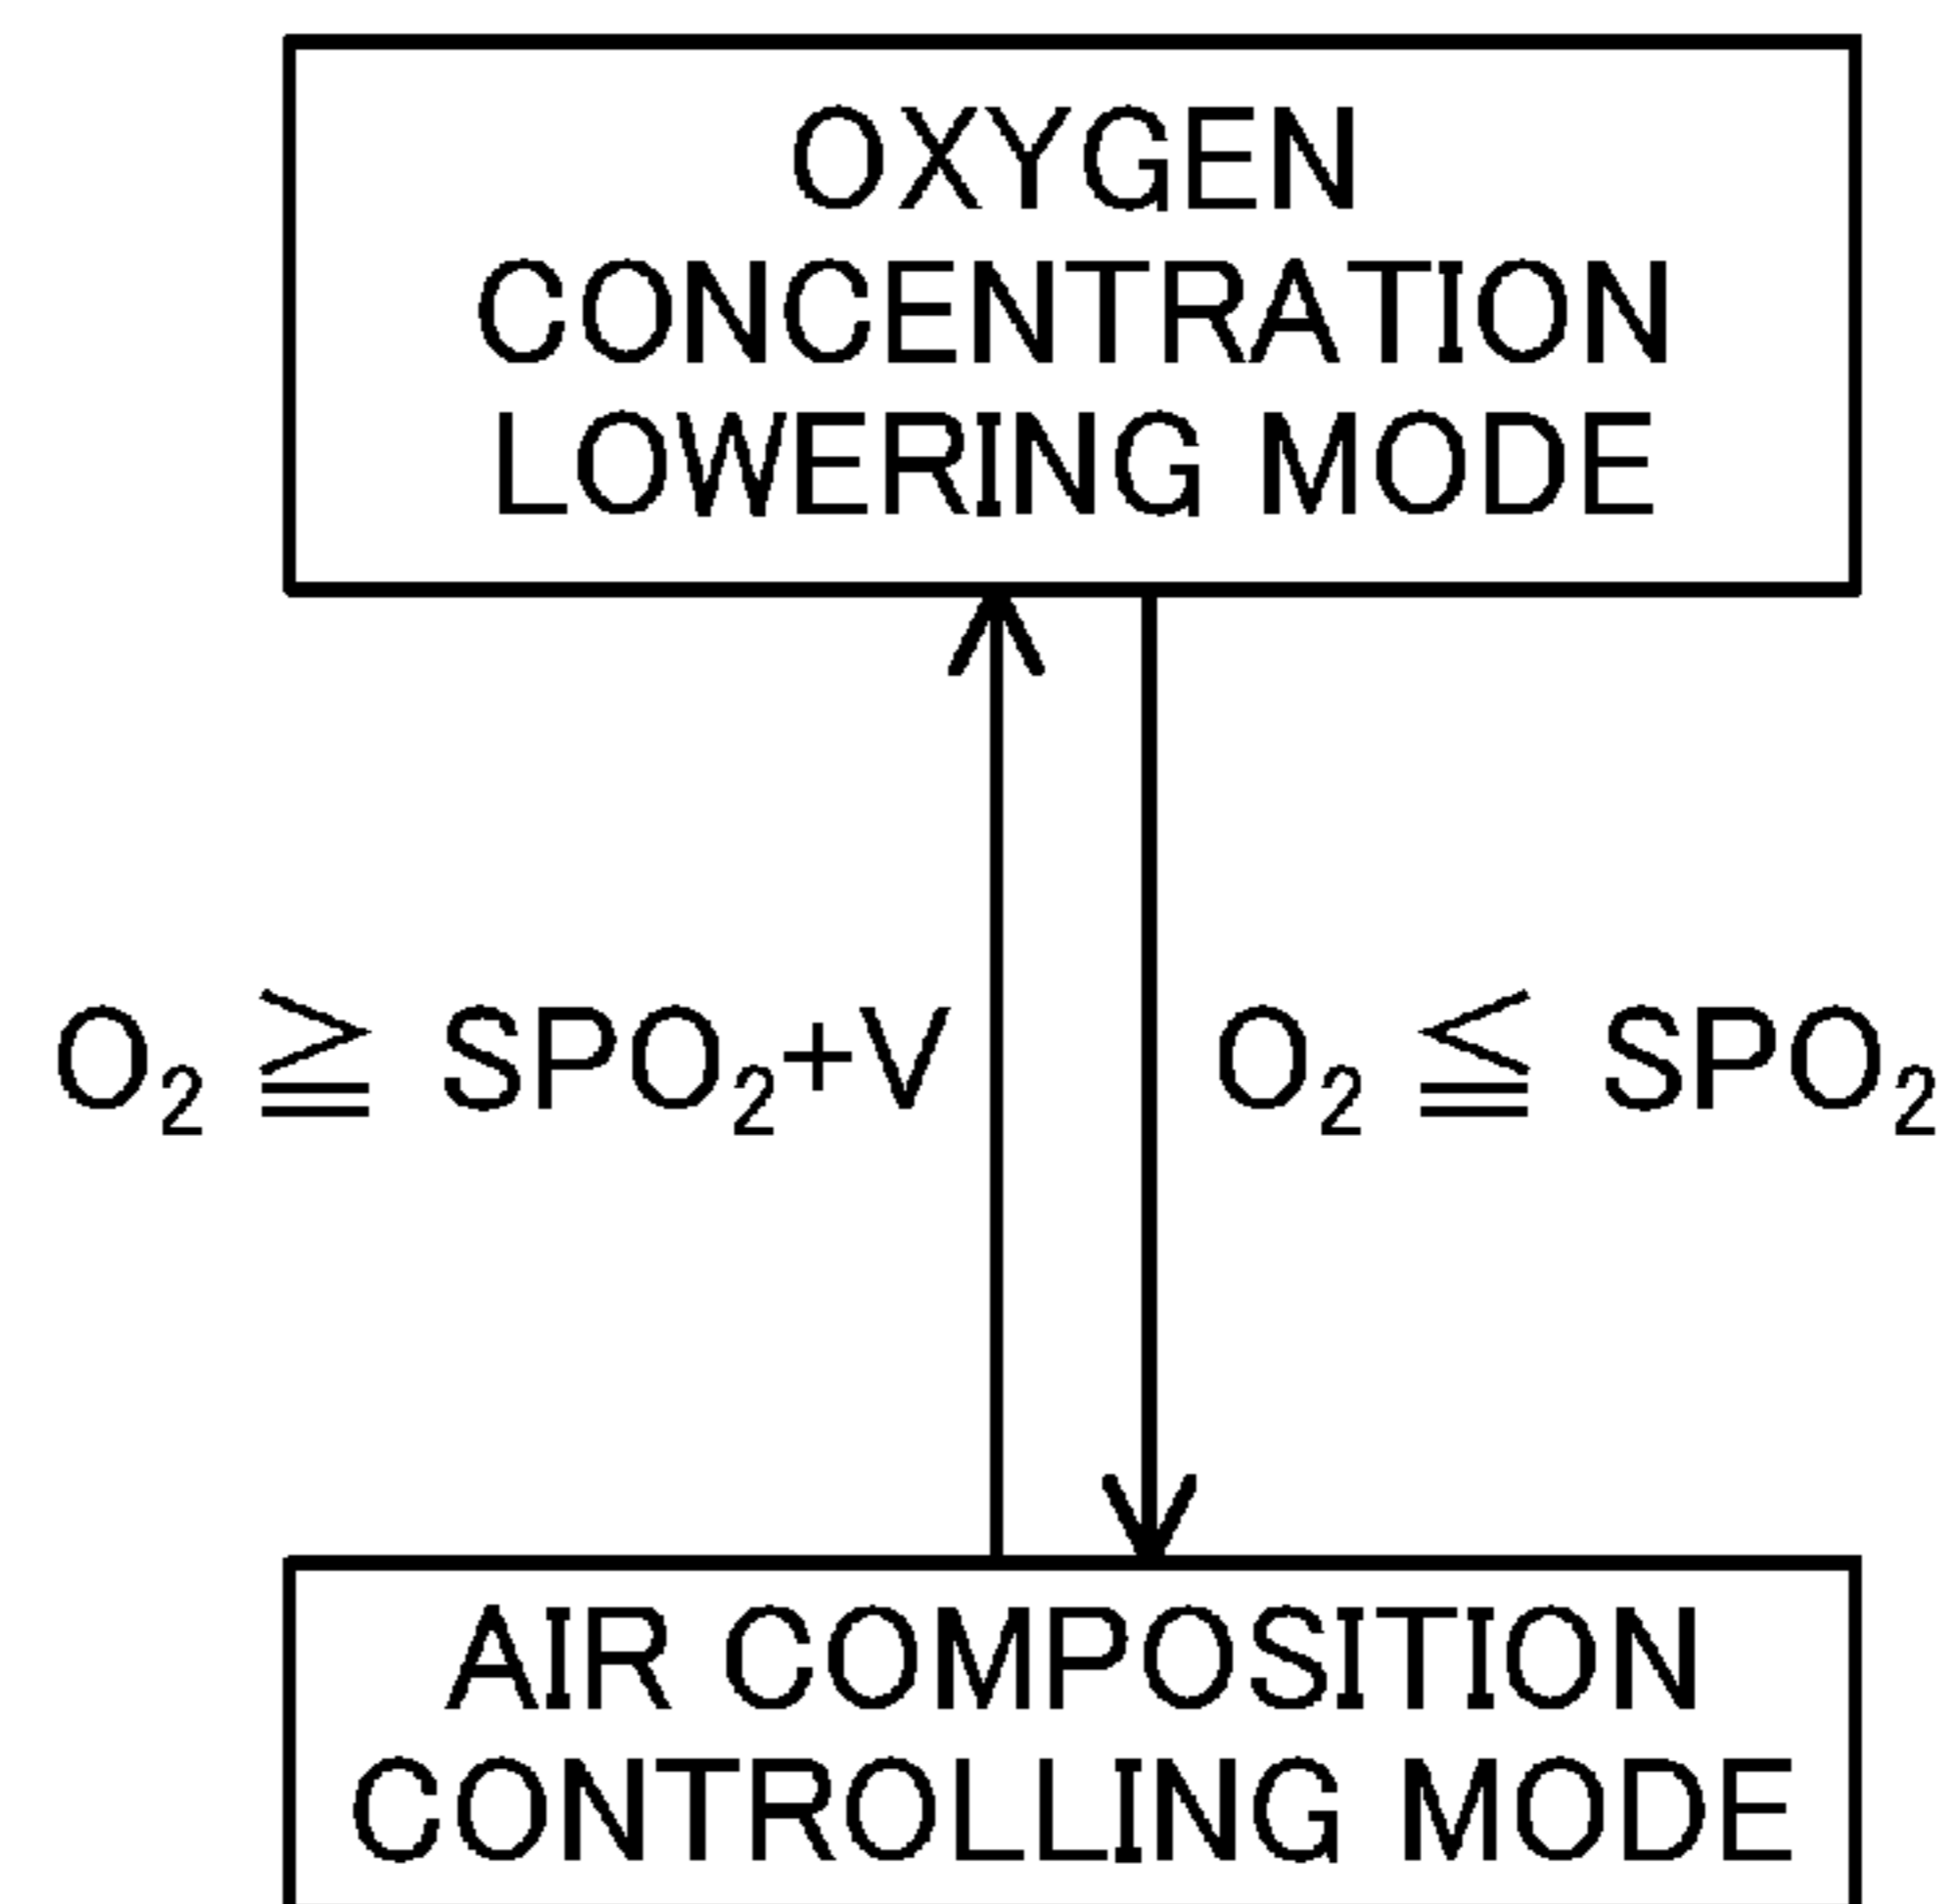 OXYGEN
CONCENTRATION
LOWERING MODE
O₂ ≧ SPO₂+V
O₂ ≦ SPO₂
AIR COMPOSITION
CONTROLLING MODE